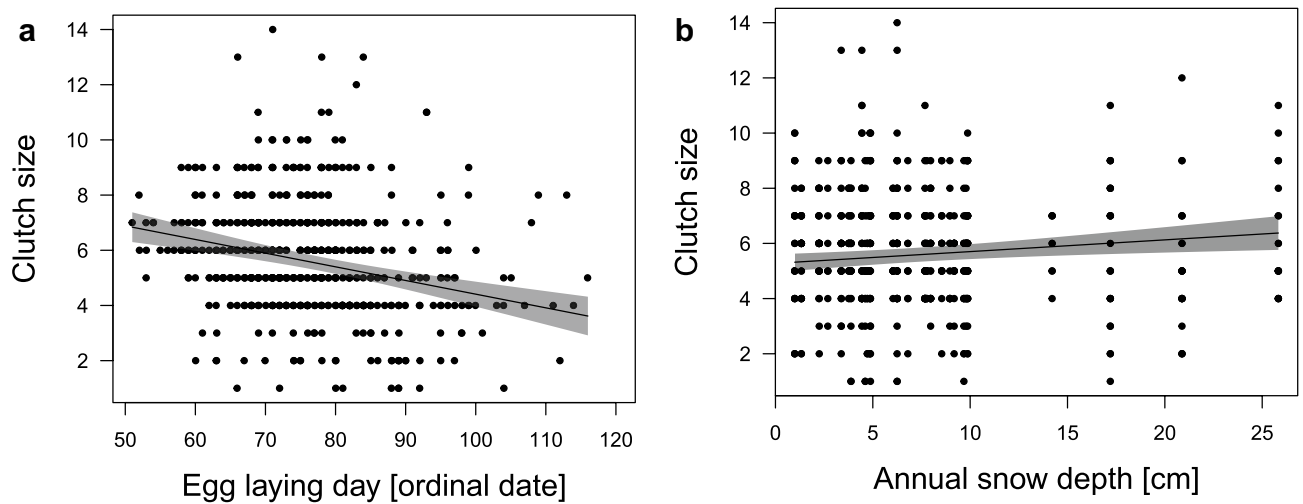 a
Clutch size
14
12
10
8
6
4
2
50 60 70 80 90 100 110 120
Egg laying day [ordinal date]
b
Clutch size
14
12
10
8
6
4
2
0 5 10 15 20 25
Annual snow depth [cm]